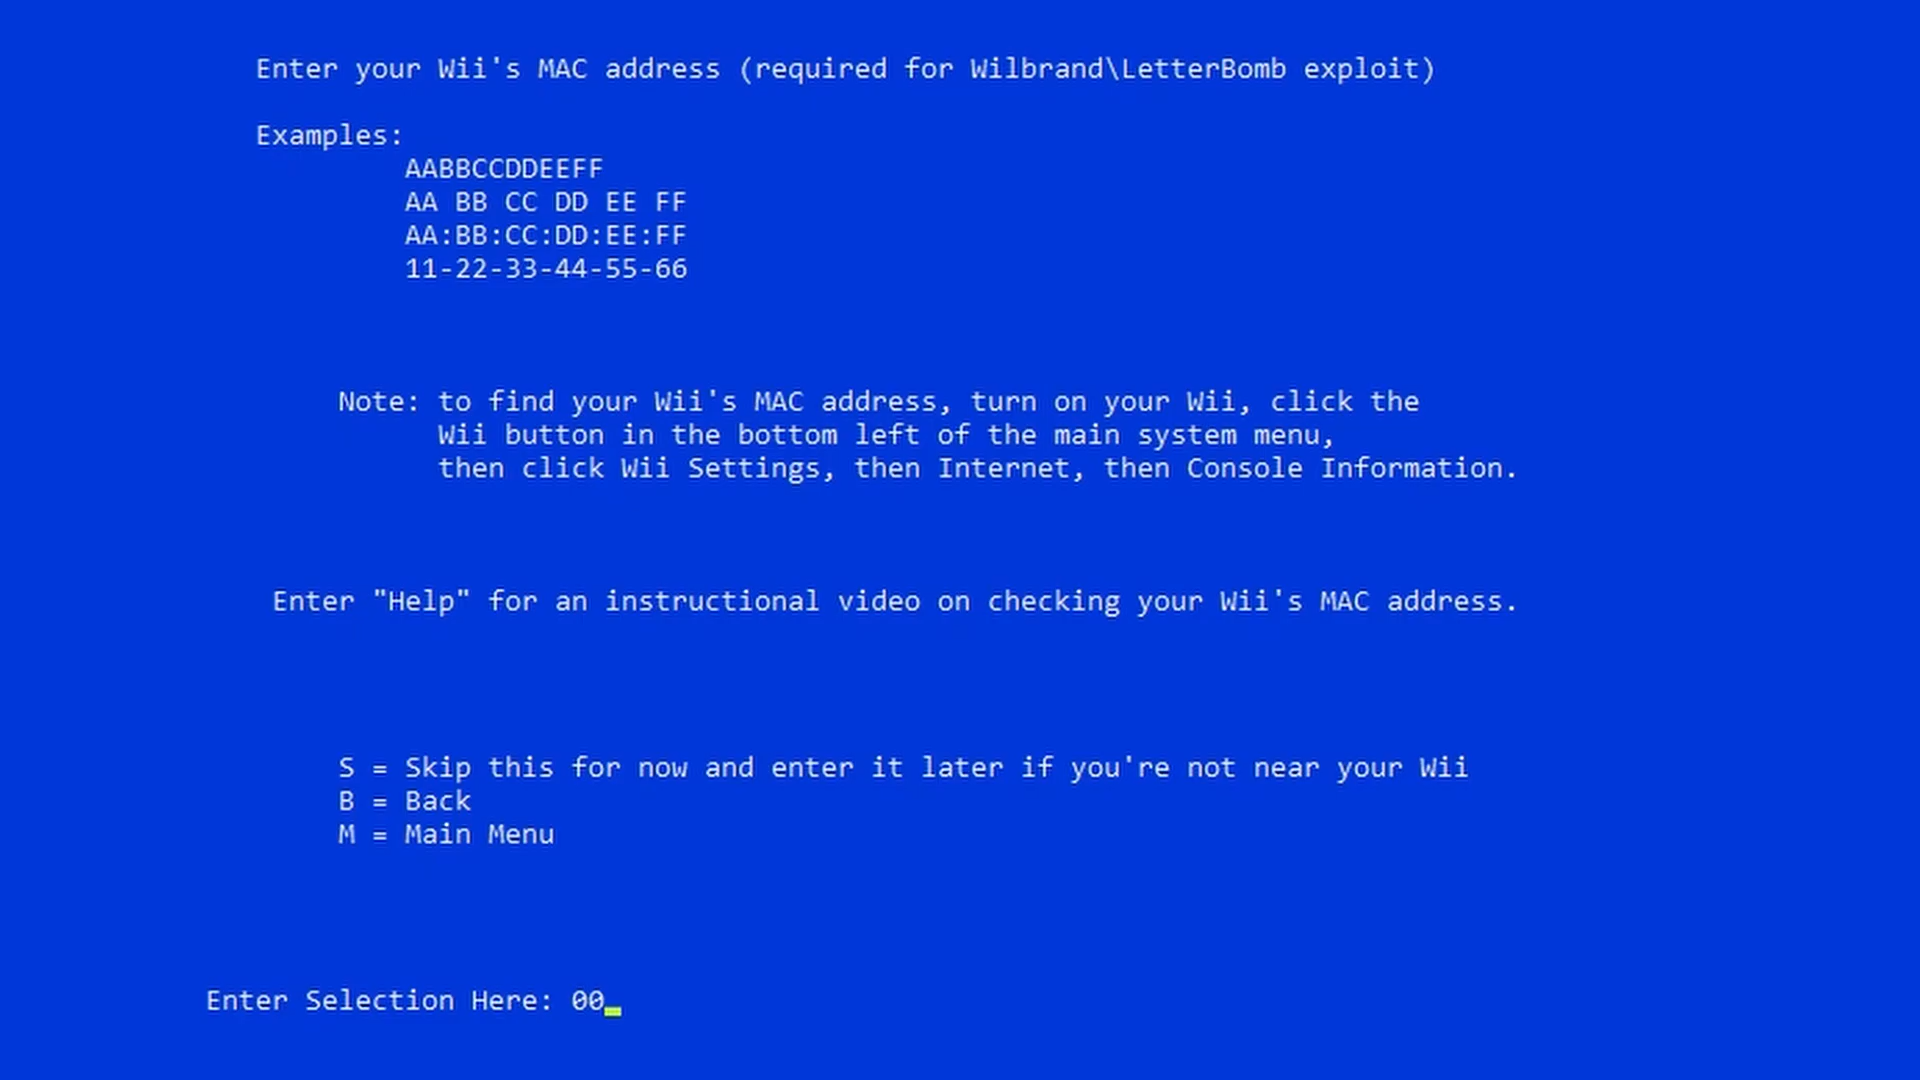 Enter your Wii's MAC address (required for Wilbrand\LetterBomb exploit)
Examples:
AABBCCDDEEFF
AA BB CC DD EE FF
AA:BB:CC:DD:EE:FF
11-22-33-44-55-66
Note: to find your Wii's MAC address, turn on your Wii, click the
Wii button in the bottom left of the main system menu,
then click Wii Settings, then Internet, then Console Information.
Enter "Help" for an instructional video on checking your Wii's MAC address.
S = Skip this for now and enter it later if you're not near your Wii
B = Back
M = Main Menu
Enter Selection Here: 00